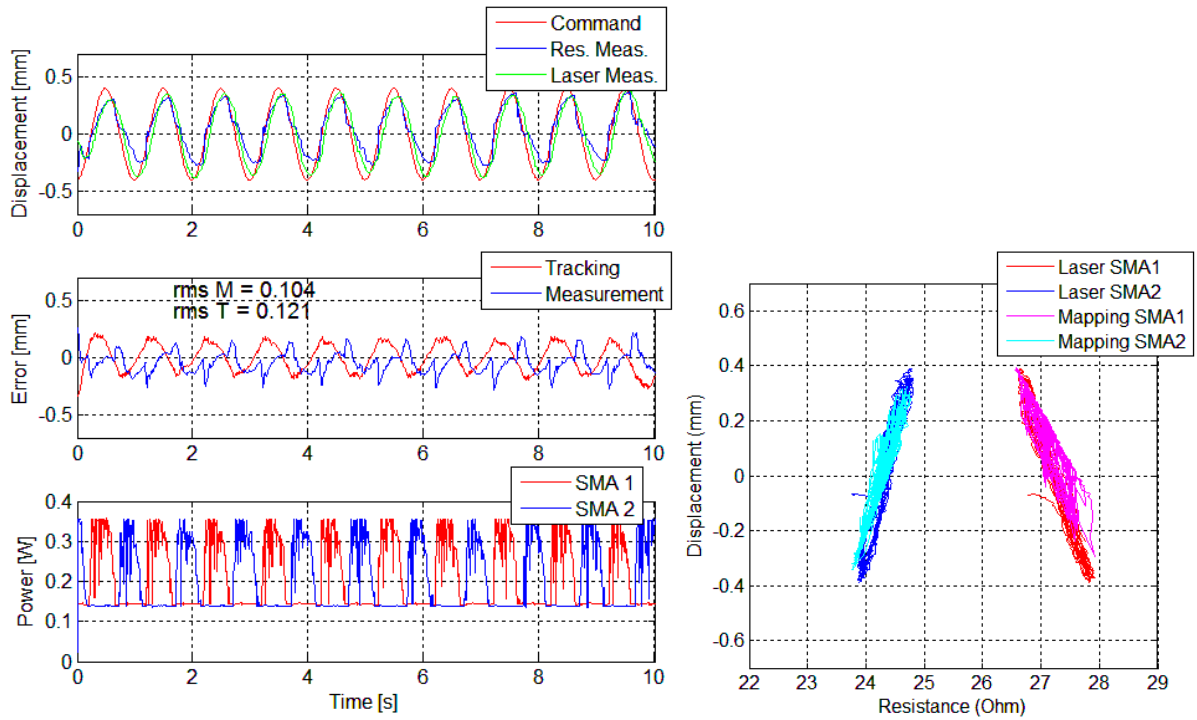 Command
Res. Meas.
Laser Meas.
Displacement [mm]
0.5
0
-0.5
0 2 4 6 8 10
Tracking
Measurement
rms M = 0.104
rms T = 0.121
Error [mm]
0.5
0
-0.5
0 2 4 6 8 10
SMA 1
SMA 2
Power [W]
0.4
0.3
0.2
0.1
0
0 2 4 6 8 10
Time [s]
Laser SMA1
Laser SMA2
Mapping SMA1
Mapping SMA2
Displacement (mm)
0.6
0.4
0.2
0
-0.2
-0.4
-0.6
22 23 24 25 26 27 28 29
Resistance (Ohm)